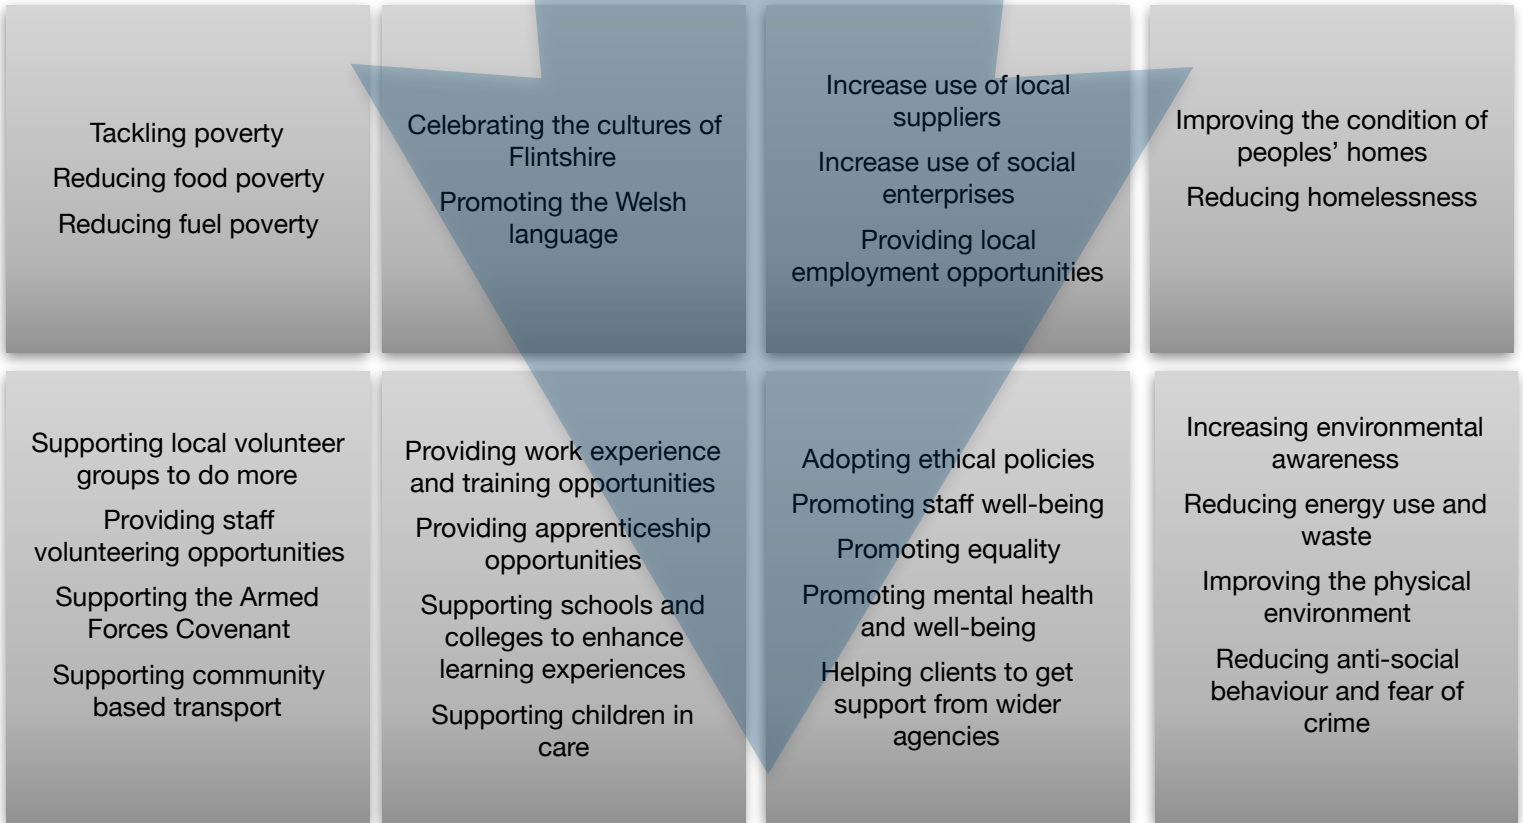 Tackling poverty
Reducing food poverty
Reducing fuel poverty
Celebrating the cultures of
Flintshire
Promoting the Welsh
language
Increase use of local
suppliers
Increase use of social
enterprises
Providing local
employment opportunities
Improving the condition of
peoples’ homes
Reducing homelessness
Supporting local volunteer
groups to do more
Providing staff
volunteering opportunities
Supporting the Armed
Forces Covenant
Supporting community
based transport
Providing work experience
and training opportunities
Providing apprenticeship
opportunities
Supporting schools and
colleges to enhance
learning experiences
Supporting children in
care
Adopting ethical policies
Promoting staff well-being
Promoting equality
Promoting mental health
and well-being
Helping clients to get
support from wider
agencies
Increasing environmental
awareness
Reducing energy use and
waste
Improving the physical
environment
Reducing anti-social
behaviour and fear of
crime